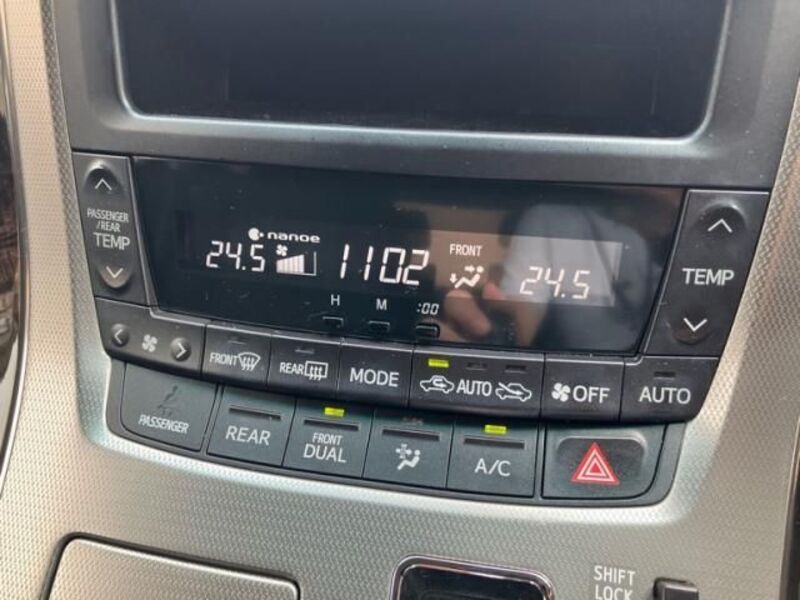 PASSENGER
/REAR
TEMP
nanoe
24.5
1102
FRONT
24.5
H M :00
TEMP
FRONT
REAR
MODE
AUTO
OFF
AUTO
PASSENGER
REAR
FRONT
DUAL
A/C
SHIFT
LOCK